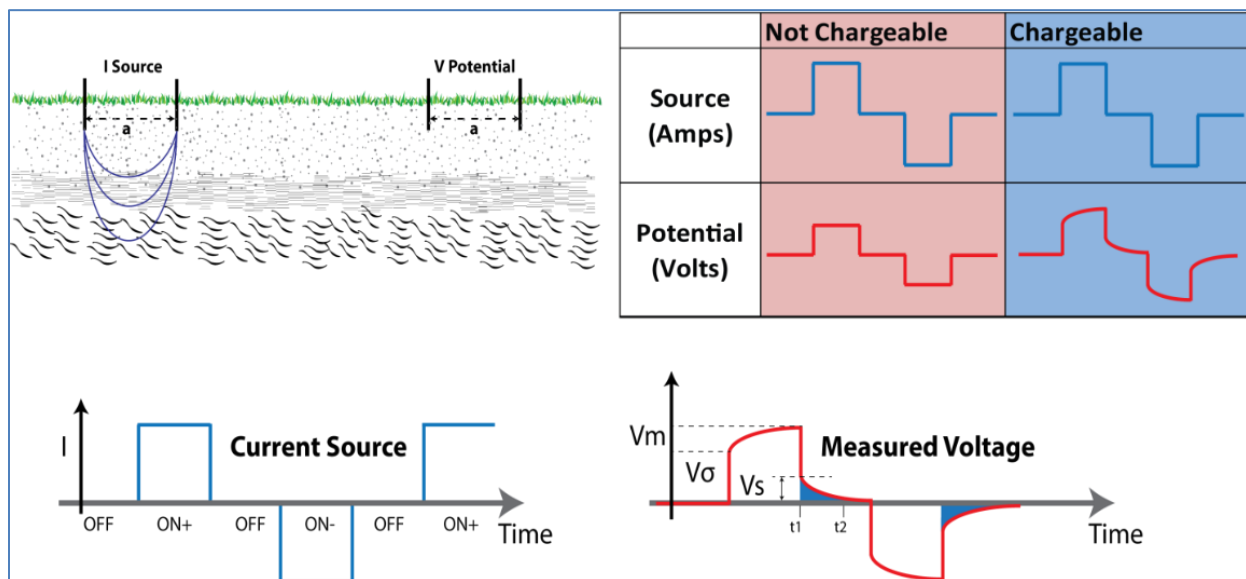 I Source
V Potential
a
a
Not Chargeable
Chargeable
Source
(Amps)
Potential
(Volts)
I
Current Source
OFF
ON+
OFF
ON-
OFF
ON+
Time
Vm
Vσ
Vs
Measured Voltage
t1
t2
Time